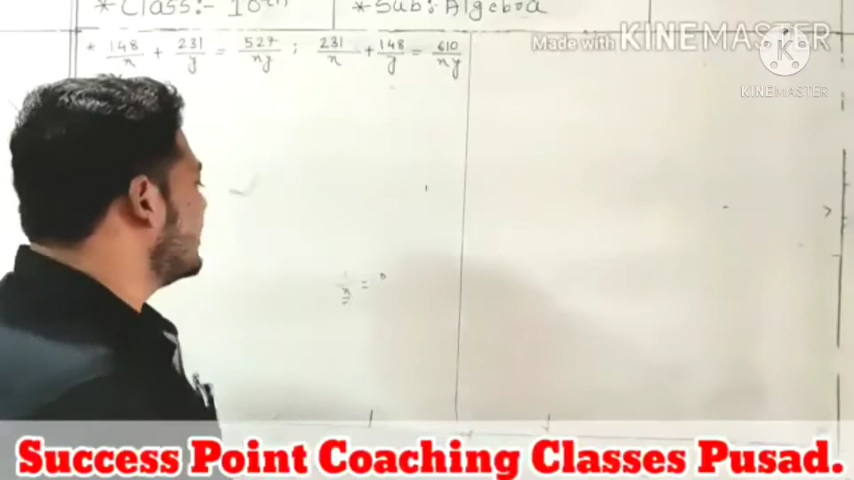 *Class:- 10th
*Sub:- Algebra
* 148/x + 231/y = 527/xy ; 231/x + 148/y = 610/xy
Made with KINEMASTER
K
KINEMASTER
1/x =
Success Point Coaching Classes Pusad.